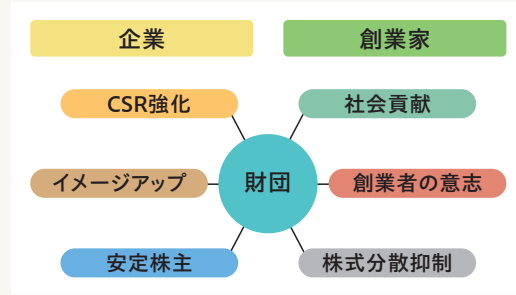 企業
創業家
CSR強化
社会貢献
イメージアップ
財団
創業者の意志
安定株主
株式分散抑制